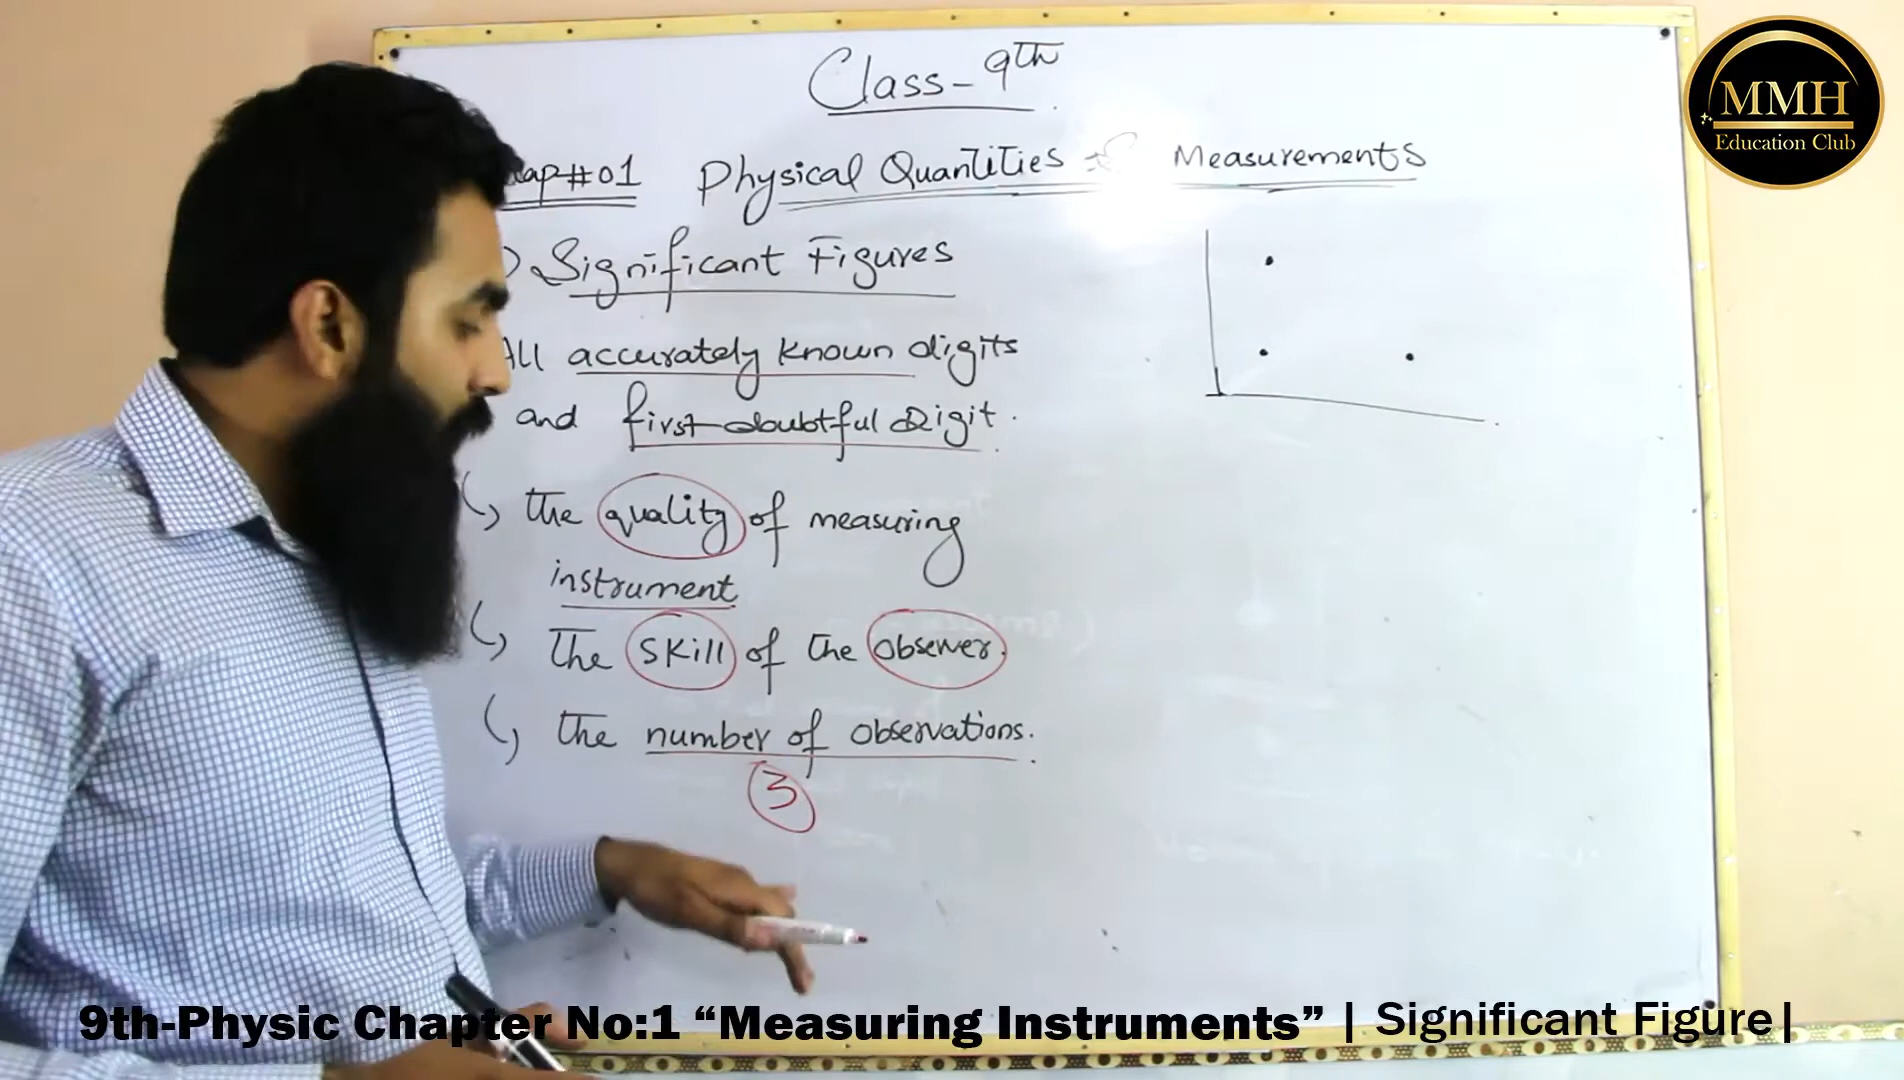 Class - 9th
ap#01 Physical Quantities Measurements
Significant Figures
All accurately known digits
and first doubtful Digit.
the quality of measuring
instrument
the skill of the observer.
the number of observations.
3
MMH
Education Club
9th-Physic Chapter No:1 “Measuring Instruments” | Significant Figure|